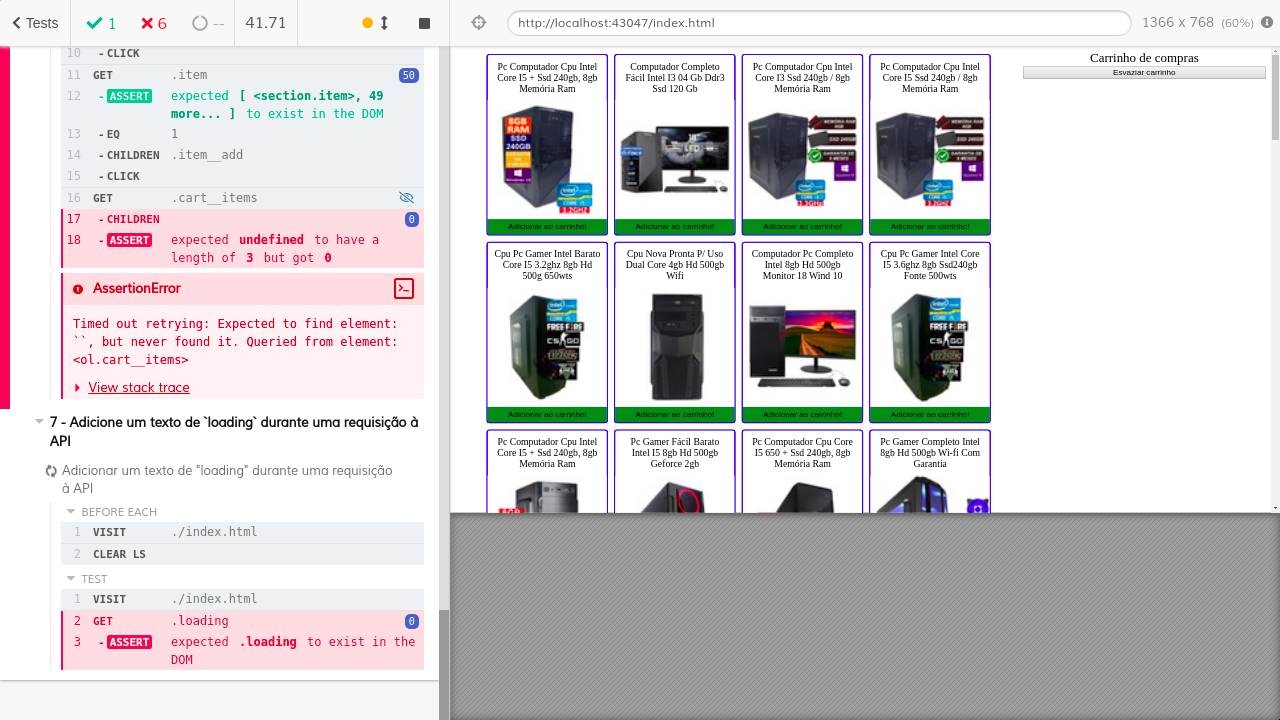 Tests
1
6
--
41.71
http://localhost:43047/index.html
1366 x 768 (60%)
10 - CLICK
11 GET .item 50
12 - ASSERT expected [ <section.item>, 49
more... ] to exist in the DOM
13 - EQ 1
14 - CHILDREN .item__add
15 - CLICK
16 GET .cart__items
17 - CHILDREN 0
18 - ASSERT expected undefined to have a
length of 3 but got 0
AssertionError
Timed out retrying: Expected to find element:
``, but never found it. Queried from element:
<ol.cart__items>
View stack trace
7 - Adicione um texto de `loading` durante uma requisição à
API
Adicionar um texto de "loading" durante uma requisição
à API
BEFORE EACH
1 VISIT ./index.html
2 CLEAR LS
TEST
1 VISIT ./index.html
2 GET .loading 0
3 - ASSERT expected .loading to exist in the
DOM
Pc Computador Cpu Intel
Core I5 + Ssd 240gb, 8gb
Memória Ram
Adicionar ao carrinho!
Computador Completo
Fácil Intel I3 04 Gb Ddr3
Ssd 120 Gb
Adicionar ao carrinho!
Pc Computador Cpu Intel
Core I3 Ssd 240gb / 8gb
Memória Ram
Adicionar ao carrinho!
Pc Computador Cpu Intel
Core I5 Ssd 240gb / 8gb
Memória Ram
Adicionar ao carrinho!
Cpu Pc Gamer Intel Barato
Core I5 3.2ghz 8gb Hd
500g 650wts
Adicionar ao carrinho!
Cpu Nova Pronta P/ Uso
Dual Core 4gb Hd 500gb
Wifi
Adicionar ao carrinho!
Computador Pc Completo
Intel 8gb Hd 500gb
Monitor 18 Wind 10
Adicionar ao carrinho!
Cpu Pc Gamer Intel Core
I5 3.6ghz 8gb Ssd240gb
Fonte 500wts
Adicionar ao carrinho!
Pc Computador Cpu Intel
Core I5 + Ssd 240gb, 8gb
Memória Ram
Pc Gamer Fácil Barato
Intel I5 8gb Hd 500gb
Geforce 2gb
Pc Computador Cpu Core
I5 650 + Ssd 240gb, 8gb
Memória Ram
Pc Gamer Completo Intel
8gb Hd 500gb Wi-fi Com
Garantia
Carrinho de compras
Esvaziar carrinho
8GB
RAM
SSD
240GB
FREE FIRE
CS GO
FREE FIRE
CS GO